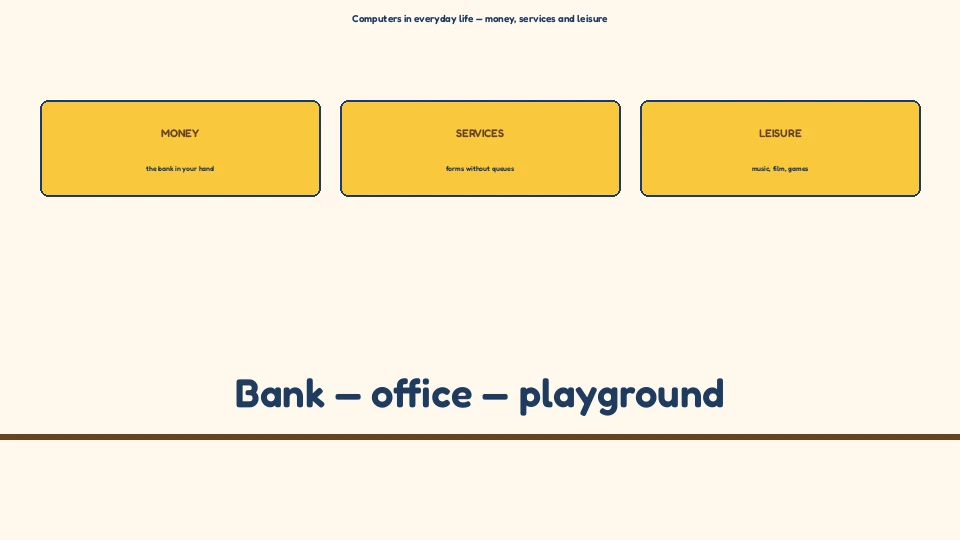 Computers in everyday life — money, services and leisure
MONEY
the bank in your hand
SERVICES
forms without queues
LEISURE
music, film, games
Bank — office — playground